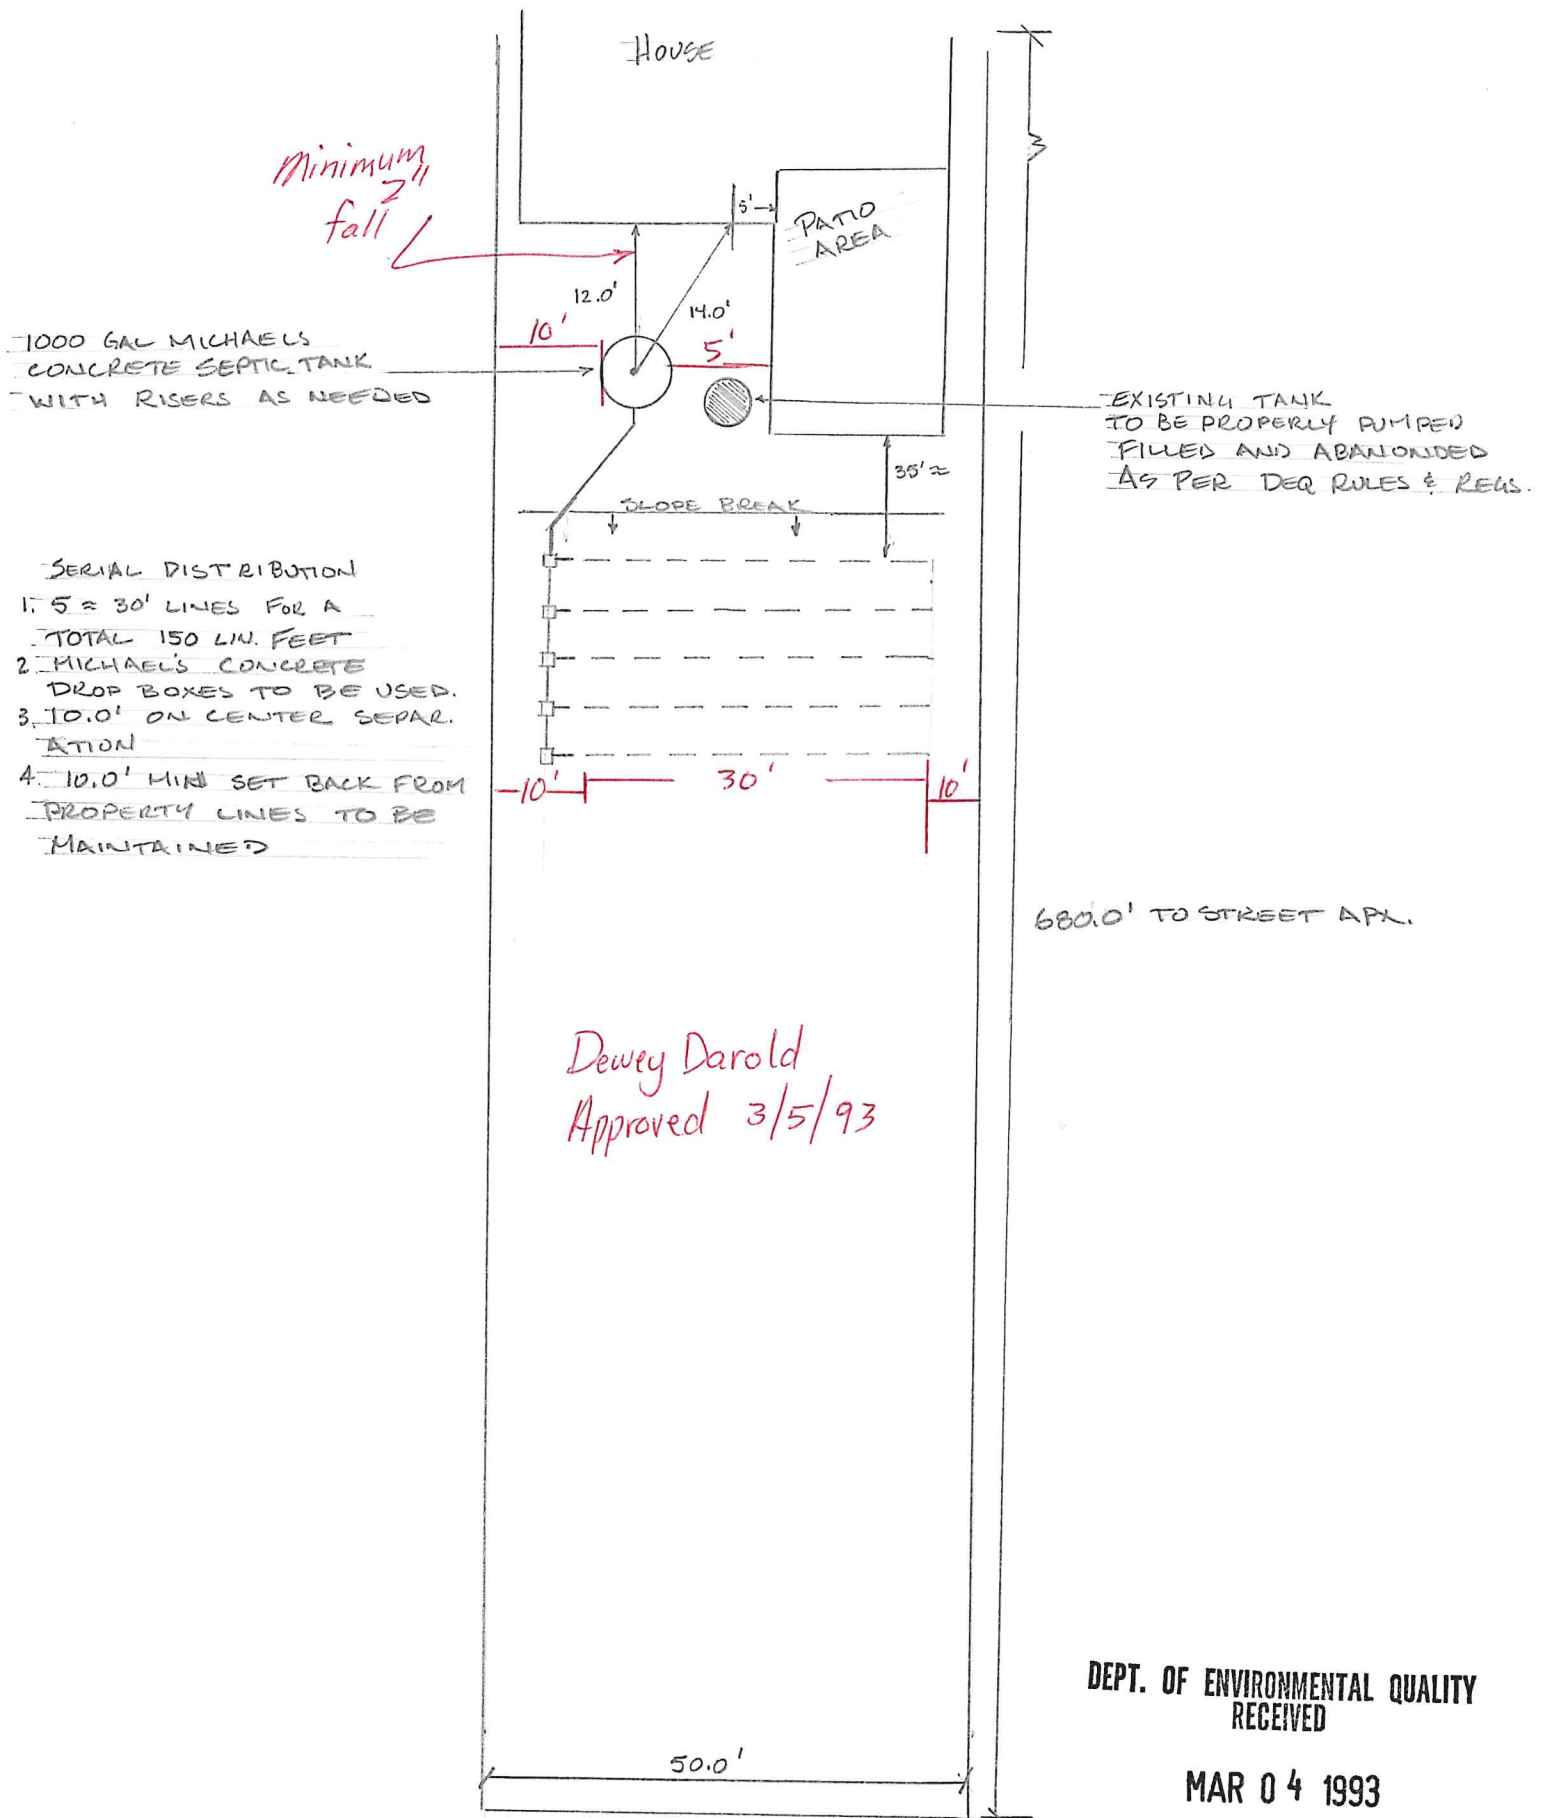 HOUSE
Minimum
2"
fall
5'
PATIO
AREA
12.0'
14.0'
10'
5'
1000 GAL MICHAELS
CONCRETE SEPTIC TANK
WITH RISERS AS NEEDED
EXISTING TANK
TO BE PROPERLY PUMPED
FILLED AND ABANONDED
AS PER DEQ RULES & REGS.
35' ≈
SLOPE BREAK
SERIAL DISTRIBUTION
1. 5 ≈ 30' LINES FOR A
TOTAL 150 LIN. FEET
2. MICHAEL'S CONCRETE
DROP BOXES TO BE USED.
3. 10.0' ON CENTER SEPAR.
ATION
4. 10.0' MIN SET BACK FROM
PROPERTY LINES TO BE
MAINTAINED
10' 30' 10'
680.0' TO STREET APX.
Dewey Darold
Approved 3/5/93
50.0'
DEPT. OF ENVIRONMENTAL QUALITY
RECEIVED
MAR 04 1993